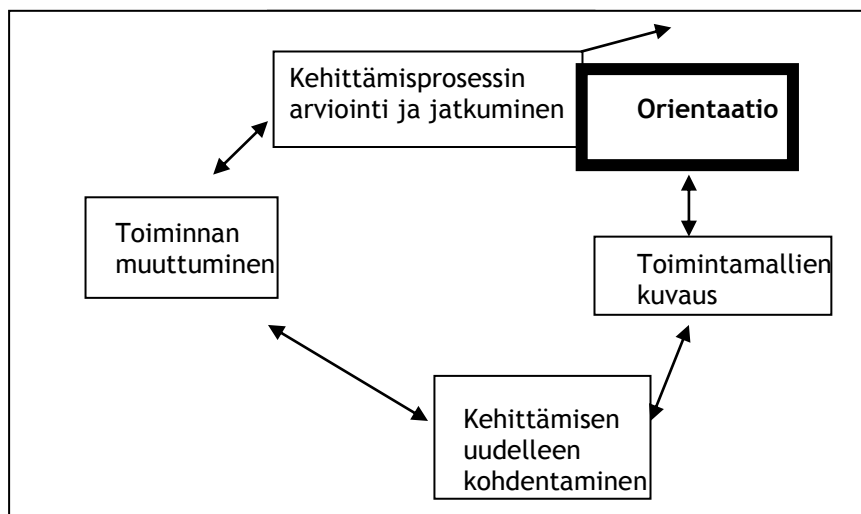 Kehittämisprosessin
arviointi ja jatkuminen
Orientaatio
Toiminnan
muuttuminen
Toimintamallien
kuvaus
Kehittämisen
uudelleen
kohdentaminen